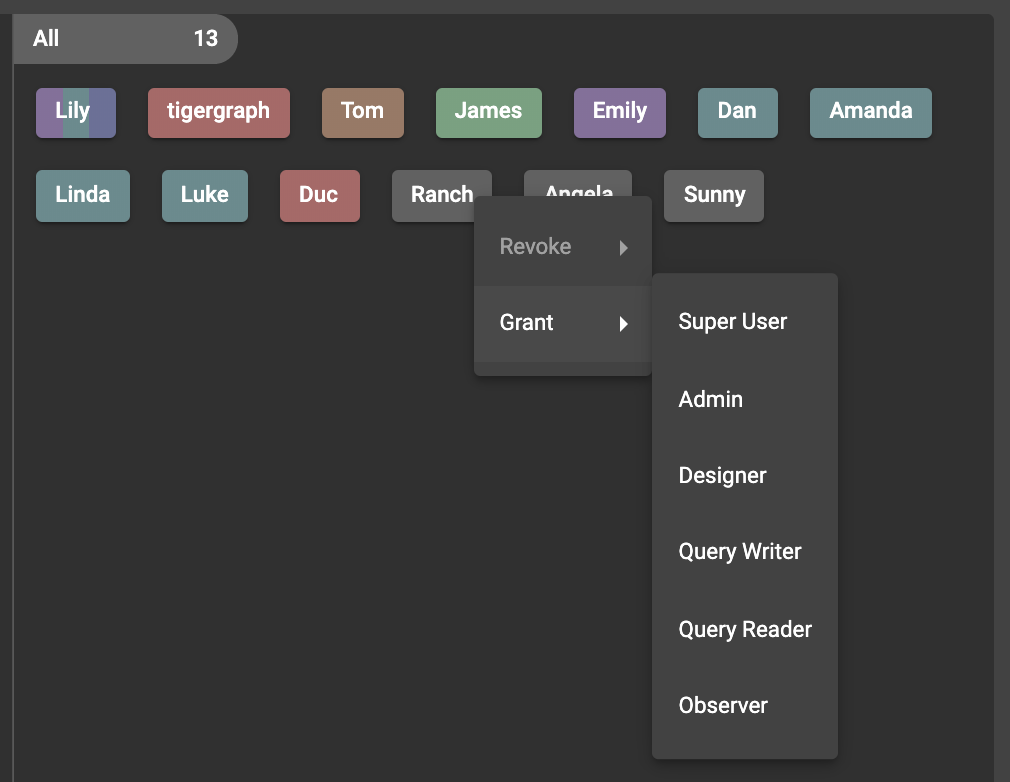 All 13
Lily tigergraph Tom James Emily Dan Amanda
Linda Luke Duc Ranch Angela Sunny
Revoke
Grant
Super User
Admin
Designer
Query Writer
Query Reader
Observer